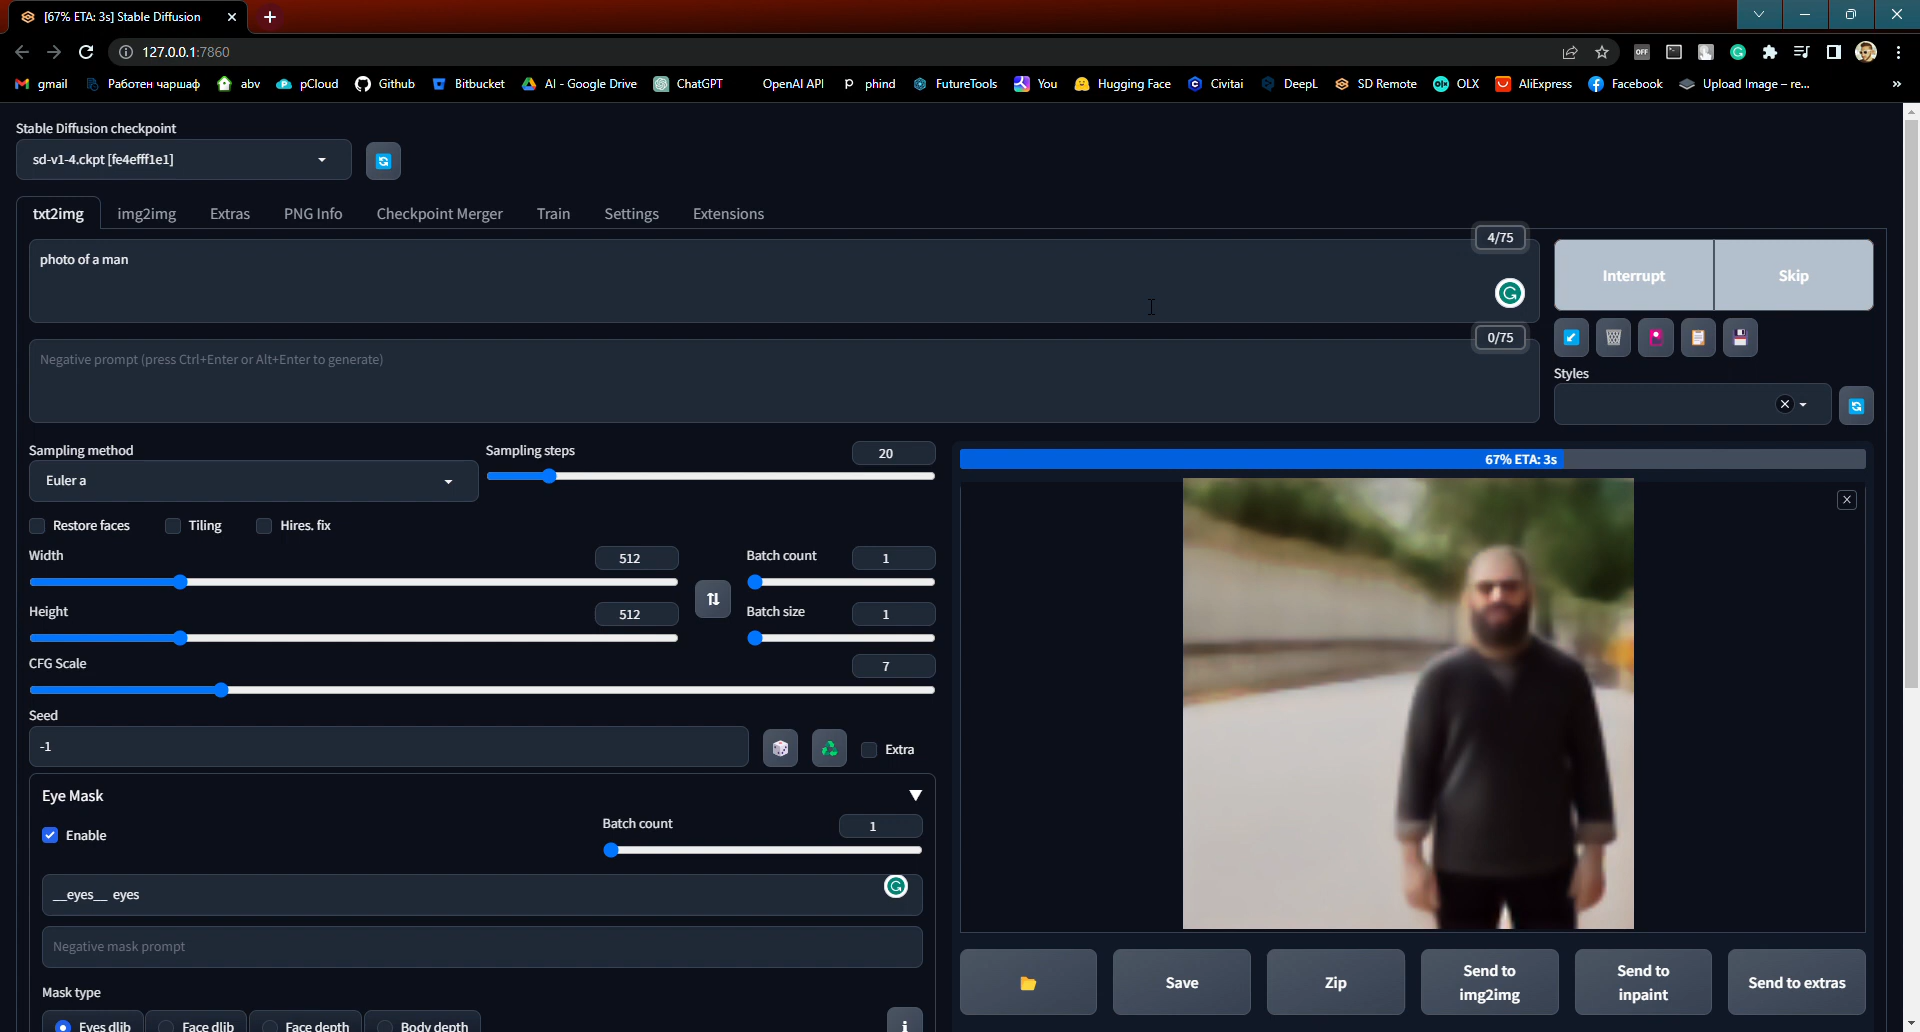 [67% ETA: 3s] Stable Diffusion
127.0.0.1:7860
OFF
gmail Работен чаршаф abv pCloud Github Bitbucket AI - Google Drive ChatGPT OpenAI API phind FutureTools You Hugging Face Civitai DeepL SD Remote OLX AliExpress Facebook Upload Image – re...
Stable Diffusion checkpoint
sd-v1-4.ckpt [fe4efff1e1]
txt2img img2img Extras PNG Info Checkpoint Merger Train Settings Extensions
4/75
photo of a man
Interrupt Skip
0/75
Negative prompt (press Ctrl+Enter or Alt+Enter to generate)
Styles
Sampling method
Euler a
Sampling steps 20
67% ETA: 3s
Restore faces Tiling Hires. fix
Width 512
Batch count 1
Height 512
Batch size 1
CFG Scale 7
Seed
-1
Extra
Eye Mask
Enable
Batch count 1
__eyes__ eyes
Negative mask prompt
Mask type
Eyes dlib Face dlib Face depth Body depth
Save Zip Send to img2img Send to inpaint Send to extras